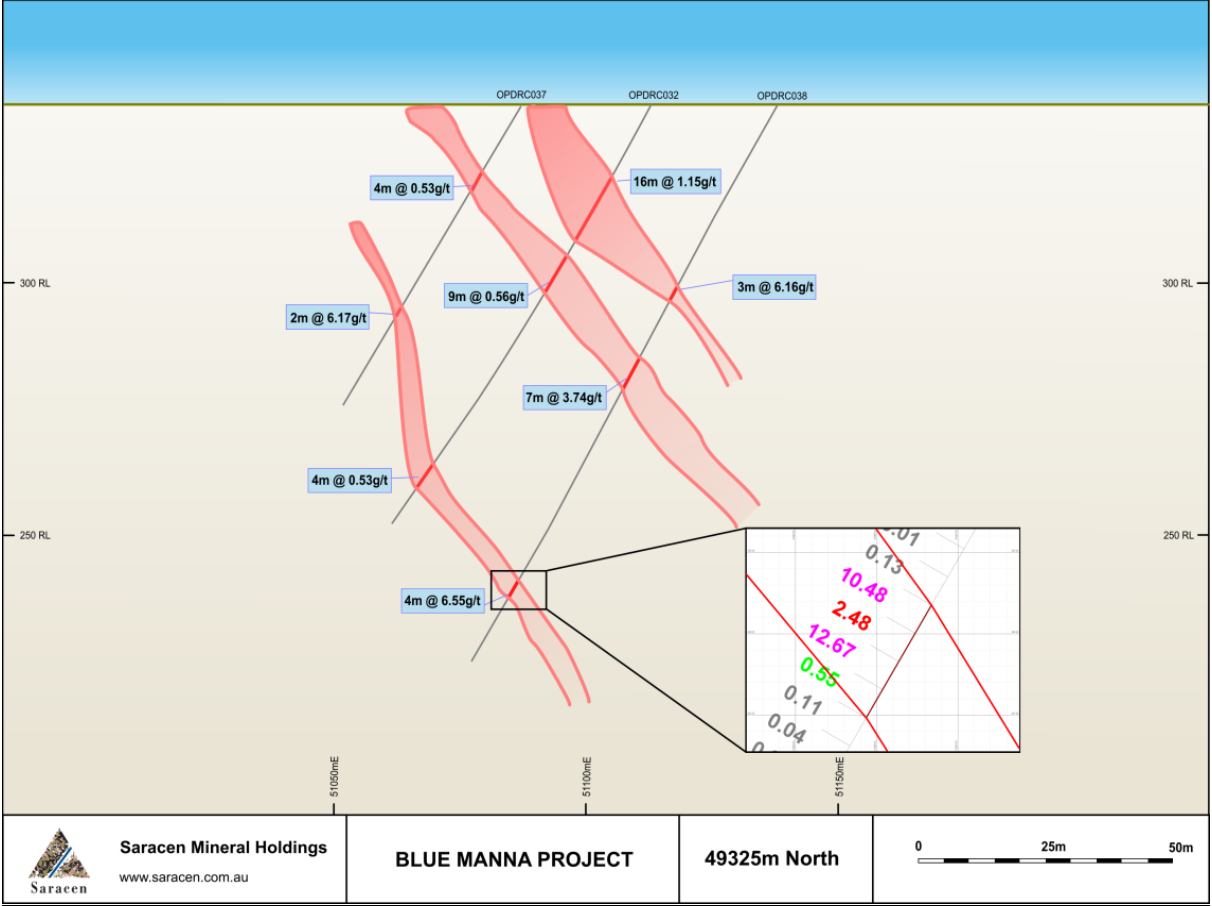 OPDRC037 OPDRC032 OPDRC038
4m @ 0.53g/t
16m @ 1.15g/t
300 RL
300 RL
9m @ 0.56g/t
3m @ 6.16g/t
2m @ 6.17g/t
7m @ 3.74g/t
4m @ 0.53g/t
250 RL
250 RL
4m @ 6.55g/t
0.13
10.48
2.48
12.67
0.55
0.11
0.04
51050mE
51100mE
51150mE
Saracen
Saracen Mineral Holdings
www.saracen.com.au
BLUE MANNA PROJECT
49325m North
0 25m 50m